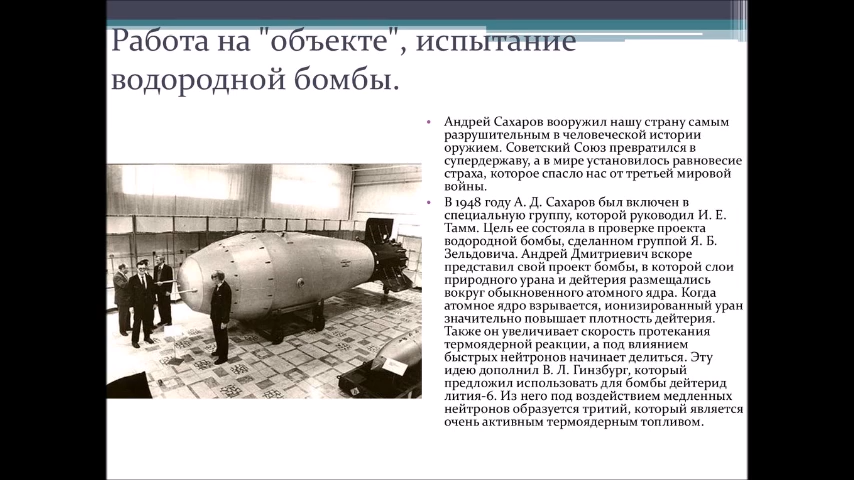 Работа на "объекте", испытание
водородной бомбы.
• Андрей Сахаров вооружил нашу страну самым
разрушительным в человеческой истории
оружием. Советский Союз превратился в
супердержаву, а в мире установилось равновесие
страха, которое спасло нас от третьей мировой
войны.
• В 1948 году А. Д. Сахаров был включен в
специальную группу, которой руководил И. Е.
Тамм. Цель ее состояла в проверке проекта
водородной бомбы, сделанном группой Я. Б.
Зельдовича. Андрей Дмитриевич вскоре
представил свой проект бомбы, в которой слои
природного урана и дейтерия размещались
вокруг обыкновенного атомного ядра. Когда
атомное ядро взрывается, ионизированный уран
значительно повышает плотность дейтерия.
Также он увеличивает скорость протекания
термоядерной реакции, а под влиянием
быстрых нейтронов начинает делиться. Эту
идею дополнил В. Л. Гинзбург, который
предложил использовать для бомбы дейтерид
лития-6. Из него под воздействием медленных
нейтронов образуется тритий, который является
очень активным термоядерным топливом.